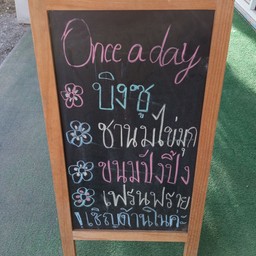 Once a day
บิงซู
ชานมไข่มุก
ขนมปังปิ้ง
เฟรนฟราย
เชิญด้านในค่ะ